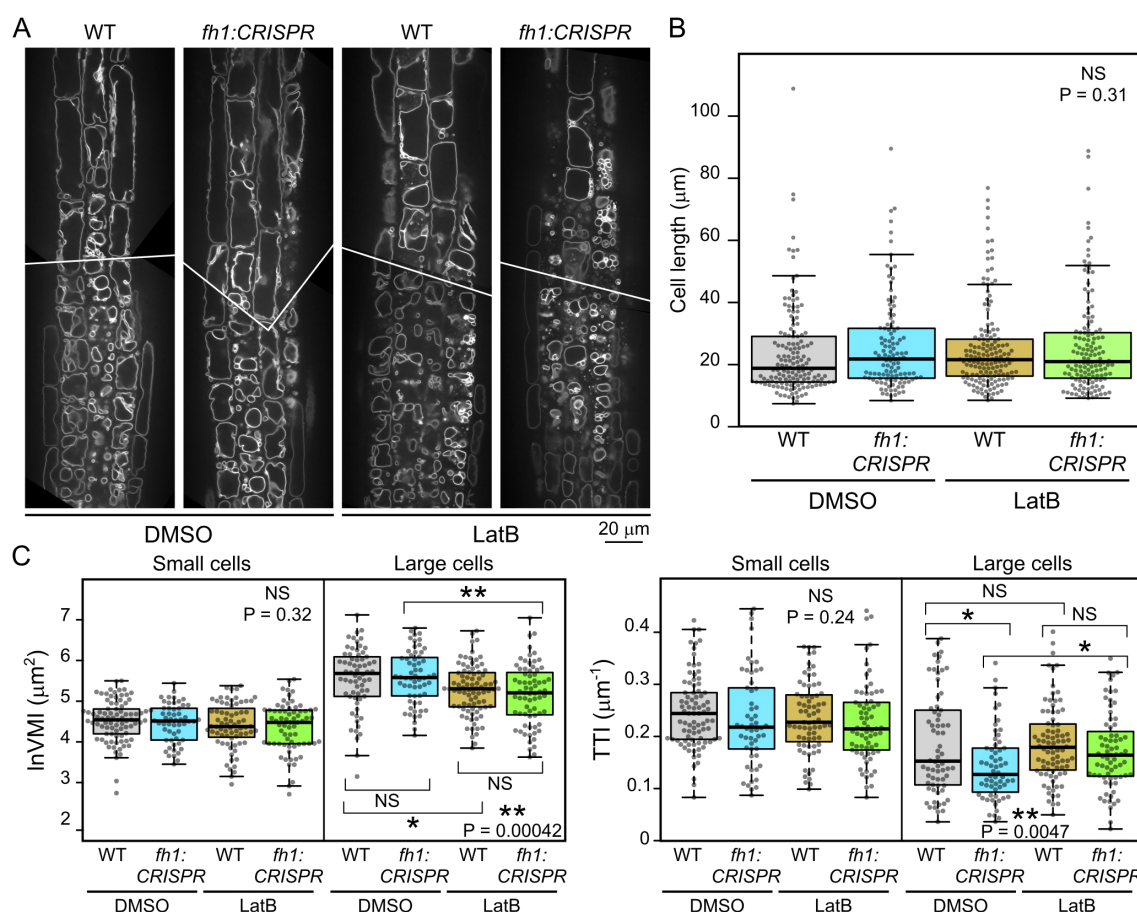 A
WT
fh1:CRISPR
WT
fh1:CRISPR
DMSO
LatB
20 μm
B
NS
P = 0.31
Cell length (μm)
100
80
60
40
20
0
WT
fh1:
CRISPR
WT
fh1:
CRISPR
DMSO
LatB
C
Small cells
Large cells
NS
P = 0.32
**
lnVMI (μm²)
7
6
5
4
3
2
NS
NS
*
**
P = 0.00042
WT
fh1:
CRISPR
WT
fh1:
CRISPR
WT
fh1:
CRISPR
WT
fh1:
CRISPR
DMSO
LatB
DMSO
LatB
Small cells
Large cells
NS
P = 0.24
NS
*
NS
*
TTI (μm⁻¹)
0.4
0.3
0.2
0.1
0
**
P = 0.0047
WT
fh1:
CRISPR
WT
fh1:
CRISPR
WT
fh1:
CRISPR
WT
fh1:
CRISPR
DMSO
LatB
DMSO
LatB